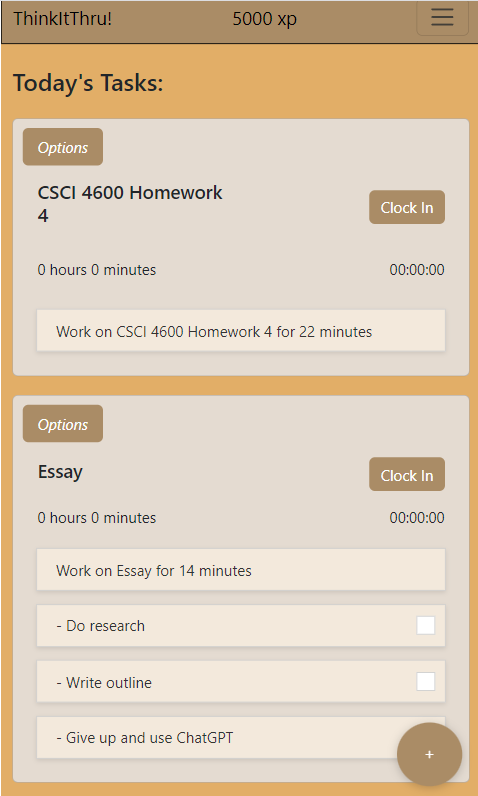 ThinkItThru! 5000 xp
Today's Tasks:
Options
CSCI 4600 Homework
4
Clock In
0 hours 0 minutes 00:00:00
Work on CSCI 4600 Homework 4 for 22 minutes
Options
Essay Clock In
0 hours 0 minutes 00:00:00
Work on Essay for 14 minutes
- Do research
- Write outline
- Give up and use ChatGPT
+